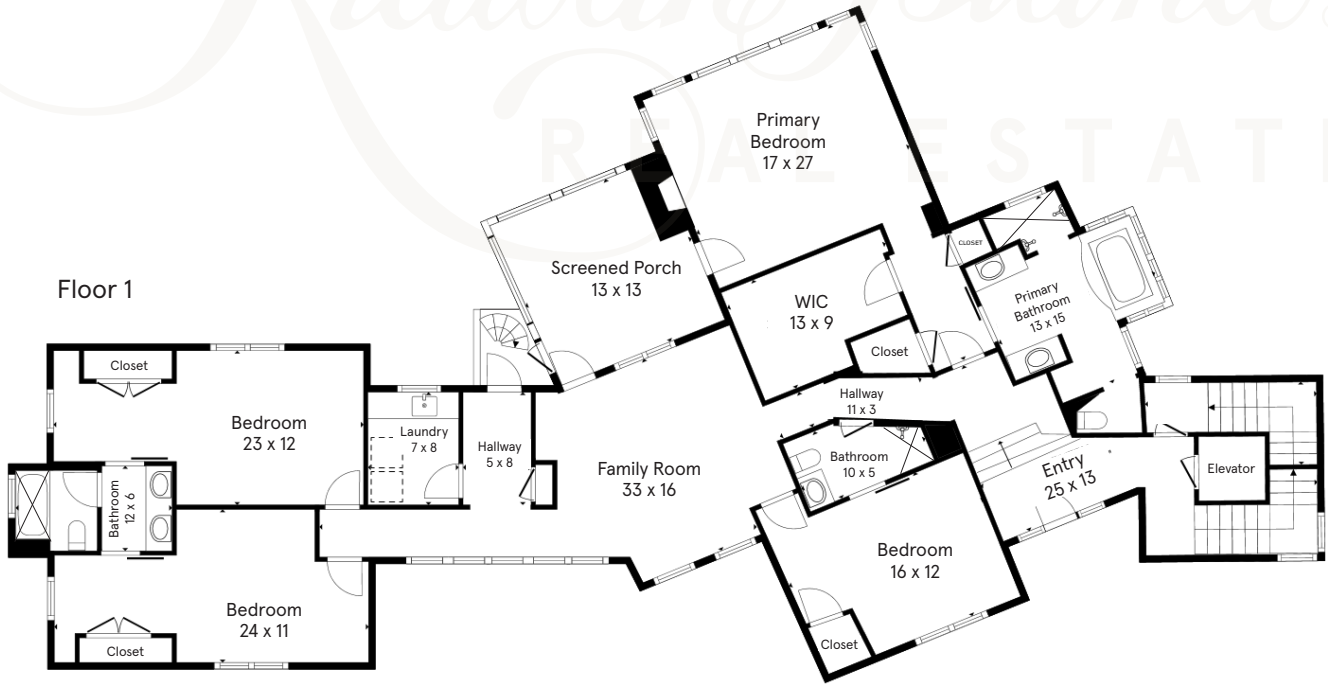 REAL ESTATE
Floor 1
Primary
Bedroom
17 x 27
Screened Porch
13 x 13
WIC
13 x 9
Closet
CLOSET
Primary
Bathroom
13 x 15
Closet
Bedroom
23 x 12
Laundry
7 x 8
Hallway
5 x 8
Family Room
33 x 16
Hallway
11 x 3
Bathroom
10 x 5
Entry
25 x 13
Elevator
Bathroom
12 x 6
Bedroom
16 x 12
Closet
Bedroom
24 x 11
Closet